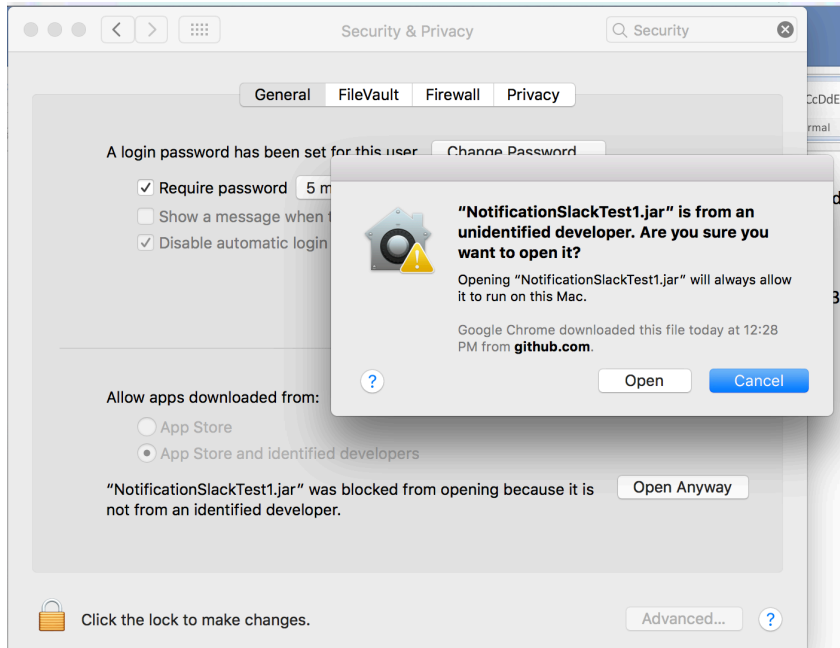 Security & Privacy
Security
General FileVault Firewall Privacy
A login password has been set for this user Change Password
Require password 5 m
Show a message when
Disable automatic login
“NotificationSlackTest1.jar” is from an
unidentified developer. Are you sure you
want to open it?
Opening “NotificationSlackTest1.jar” will always allow
it to run on this Mac.
Google Chrome downloaded this file today at 12:28
PM from github.com.
? Open Cancel
Allow apps downloaded from:
App Store
App Store and identified developers
“NotificationSlackTest1.jar” was blocked from opening because it is
not from an identified developer.
Open Anyway
Click the lock to make changes.
Advanced... ?
CcDdE
rmal